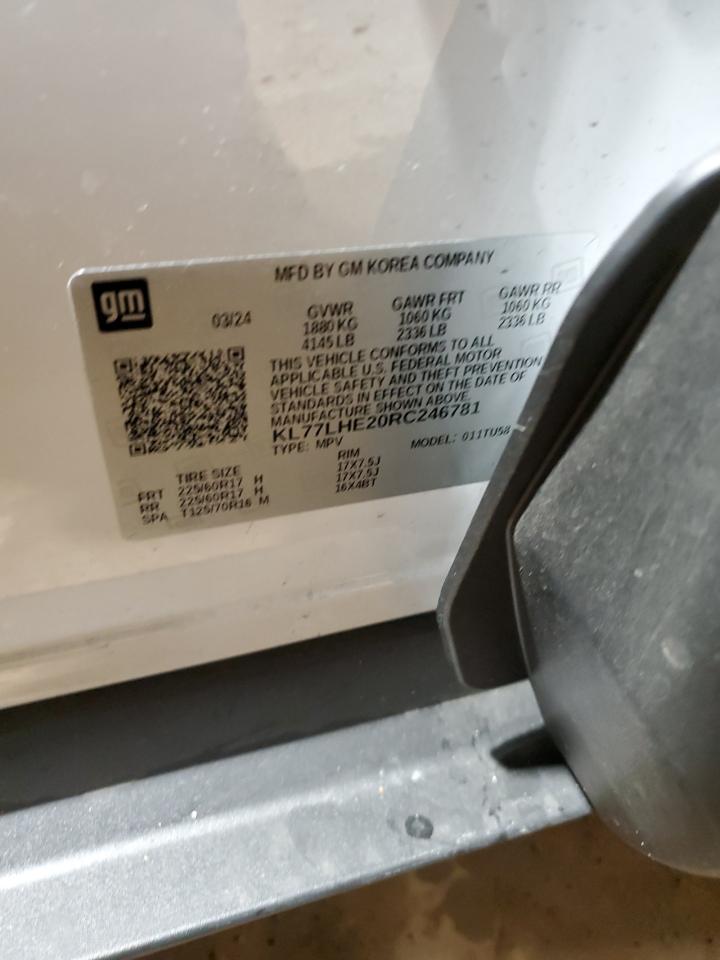 MFD BY GM KOREA COMPANY
gm
03/24
GVWR GAWR FRT GAWR RR
1880 KG 1060 KG 1060 KG
4145 LB 2336 LB 2336 LB
THIS VEHICLE CONFORMS TO ALL
APPLICABLE U.S. FEDERAL MOTOR
VEHICLE SAFETY AND THEFT PREVENTION
STANDARDS IN EFFECT ON THE DATE OF
MANUFACTURE SHOWN ABOVE.
KL77LHE20RC246781
TYPE: MPV MODEL: 011TU58
TIRE SIZE RIM
FRT 225/60R17 H 17X7.5J
RR 225/60R17 H 17X7.5J
SPA T125/70R16 M 16X4BT